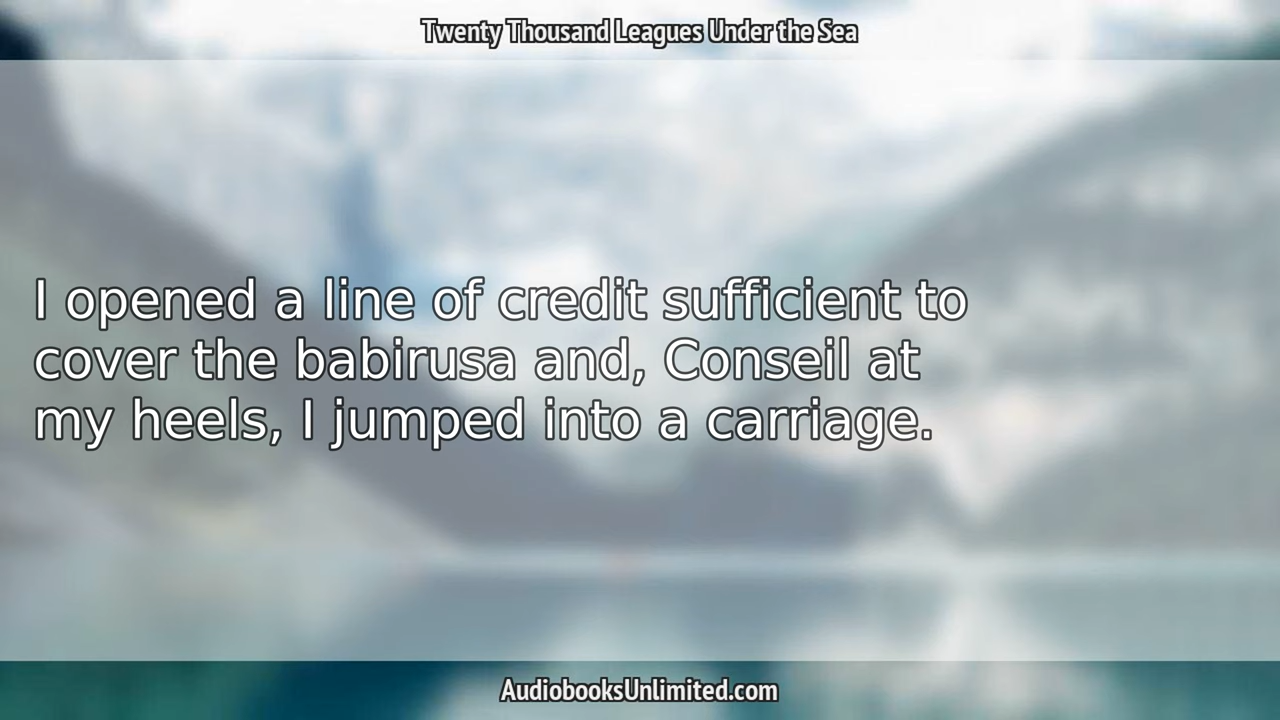 Twenty Thousand Leagues Under the Sea
I opened a line of credit sufficient to
cover the babirusa and, Conseil at
my heels, I jumped into a carriage.
AudiobooksUnlimited.com